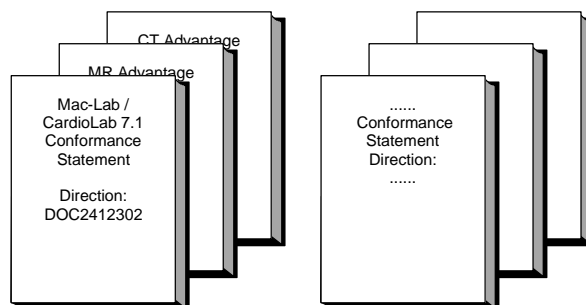 CT Advantage
MR Advantage
Mac-Lab /
CardioLab 7.1
Conformance
Statement
Direction:
DOC2412302
......
Conformance
Statement
Direction:
......